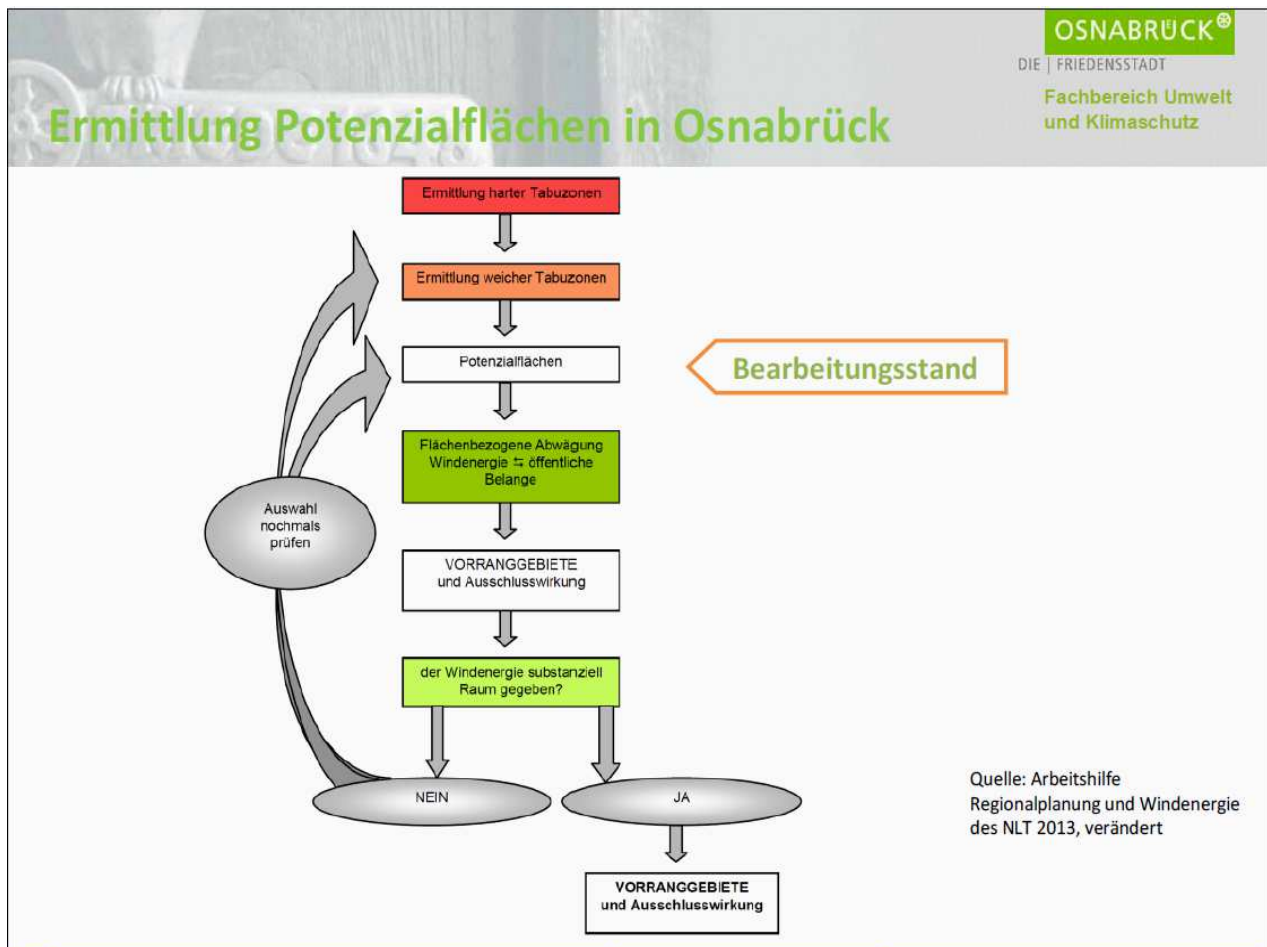 OSNABRÜCK®
DIE | FRIEDENSSTADT
Fachbereich Umwelt
und Klimaschutz
Ermittlung Potenzialflächen in Osnabrück
Ermittlung harter Tabuzonen
Ermittlung weicher Tabuzonen
Potenzialflächen
Bearbeitungsstand
Flächenbezogene Abwägung
Windenergie ⇆ öffentliche
Belange
Auswahl
nochmals
prüfen
VORRANGGEBIETE
und Ausschlusswirkung
der Windenergie substanziell
Raum gegeben?
NEIN
JA
Quelle: Arbeitshilfe
Regionalplanung und Windenergie
des NLT 2013, verändert
VORRANGGEBIETE
und Ausschlusswirkung